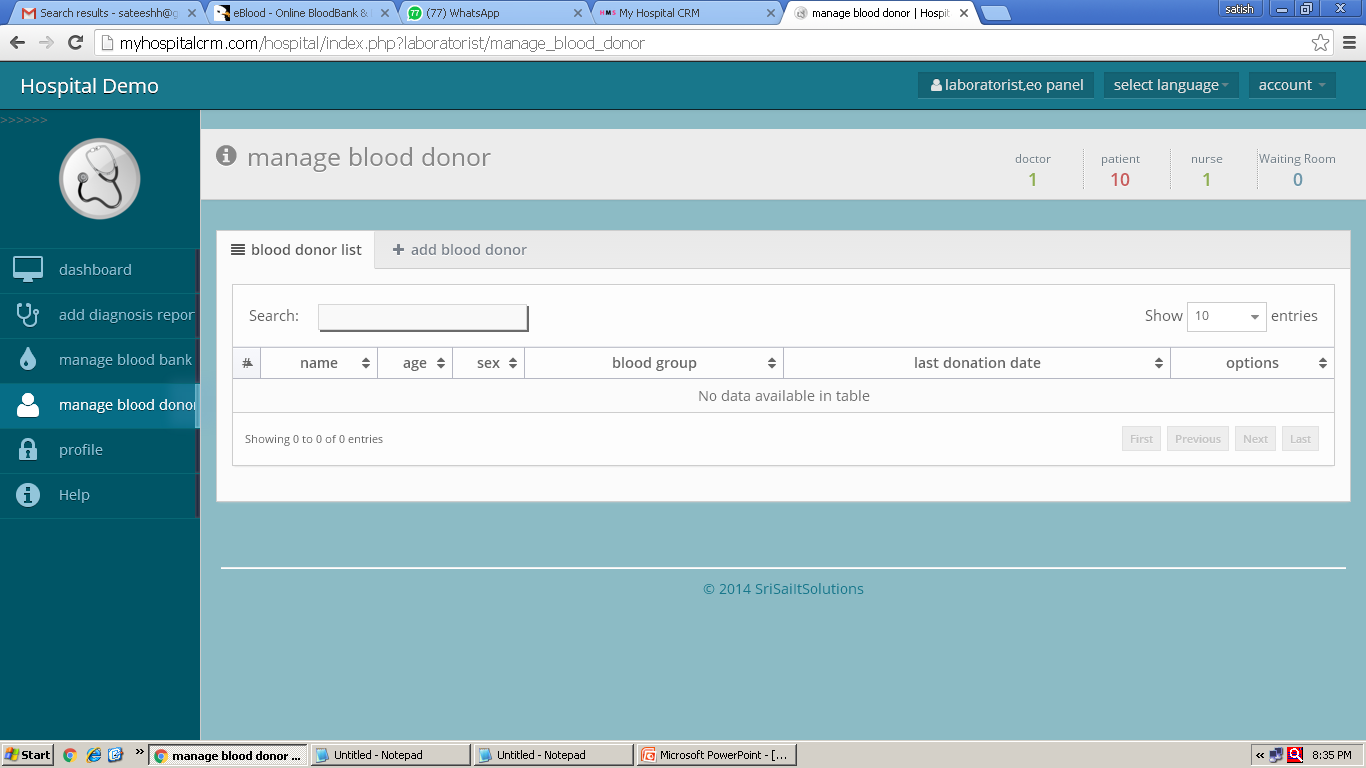 Search results - sateeshh@g
eBlood - Online BloodBank &
(77) WhatsApp
My Hospital CRM
manage blood donor | Hospit
satish
myhospitalcrm.com/hospital/index.php?laboratorist/manage_blood_donor
Hospital Demo
laboratorist,eo panel
select language
account
>>>>>>
manage blood donor
doctor
1
patient
10
nurse
1
Waiting Room
0
dashboard
add diagnosis repor
manage blood bank
manage blood donor
profile
Help
blood donor list
+ add blood donor
Search:
Show 10 entries
# name age sex blood group last donation date options
No data available in table
Showing 0 to 0 of 0 entries
First Previous Next Last
© 2014 SriSaiItSolutions
Start
manage blood donor ...
Untitled - Notepad
Untitled - Notepad
Microsoft PowerPoint - [...
8:35 PM